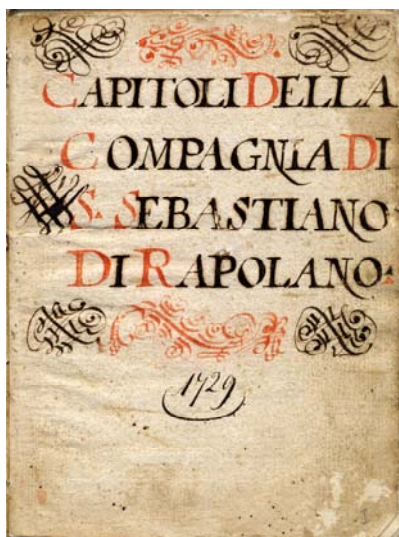 CAPITOLI DELLA
COMPAGNIA DI
S. SEBASTIANO
DI RAPOLANO.
1729